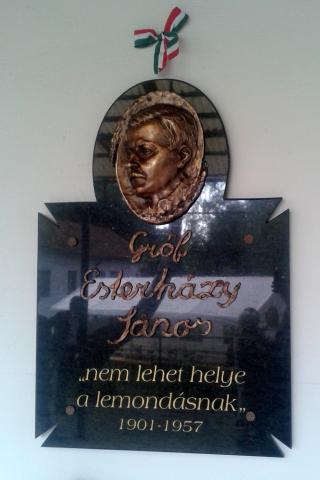 Gróf
Esterházy
János
„nem lehet helye
a lemondásnak„
1901-1957